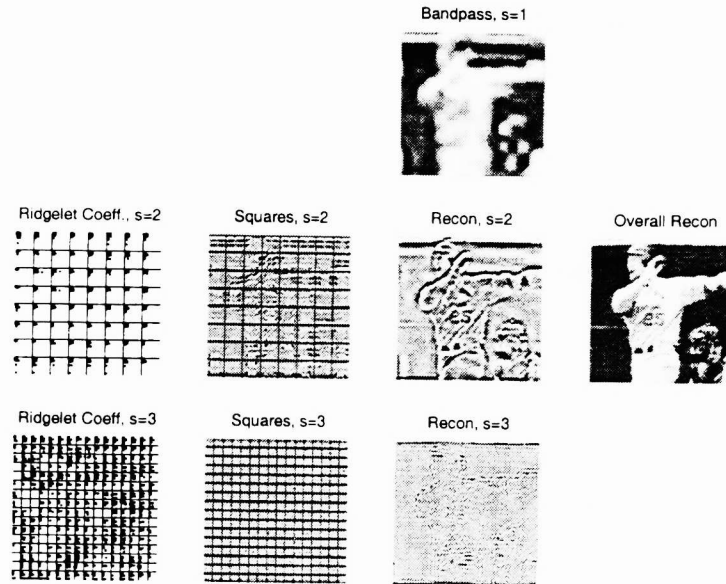 Bandpass, s=1
Ridgelet Coeff., s=2
Squares, s=2
Recon, s=2
Overall Recon
Ridgelet Coeff, s=3
Squares, s=3
Recon, s=3